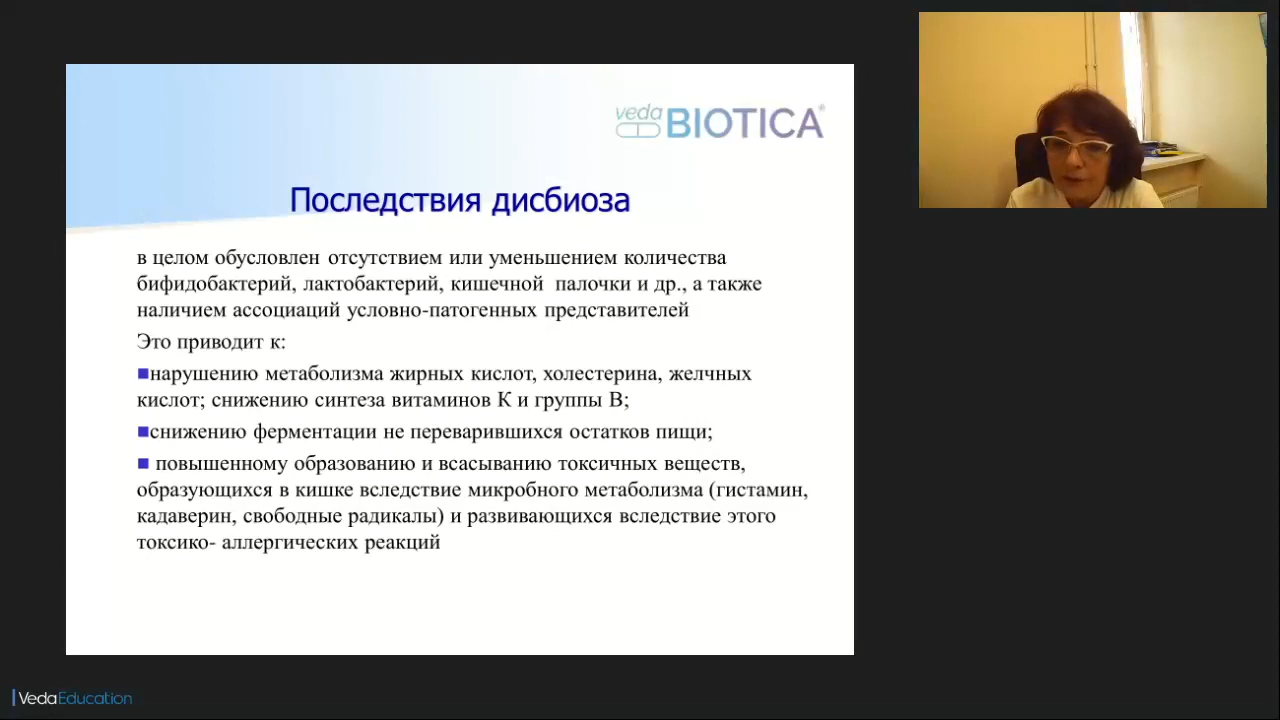 veda
BIOTICA®
Последствия дисбиоза
в целом обусловлен отсутствием или уменьшением количества
бифидобактерий, лактобактерий, кишечной палочки и др., а также
наличием ассоциаций условно-патогенных представителей
Это приводит к:
■нарушению метаболизма жирных кислот, холестерина, желчных
кислот; снижению синтеза витаминов К и группы В;
■снижению ферментации не переварившихся остатков пищи;
■ повышенному образованию и всасыванию токсичных веществ,
образующихся в кишке вследствие микробного метаболизма (гистамин,
кадаверин, свободные радикалы) и развивающихся вследствие этого
токсико- аллергических реакций
VedaEducation